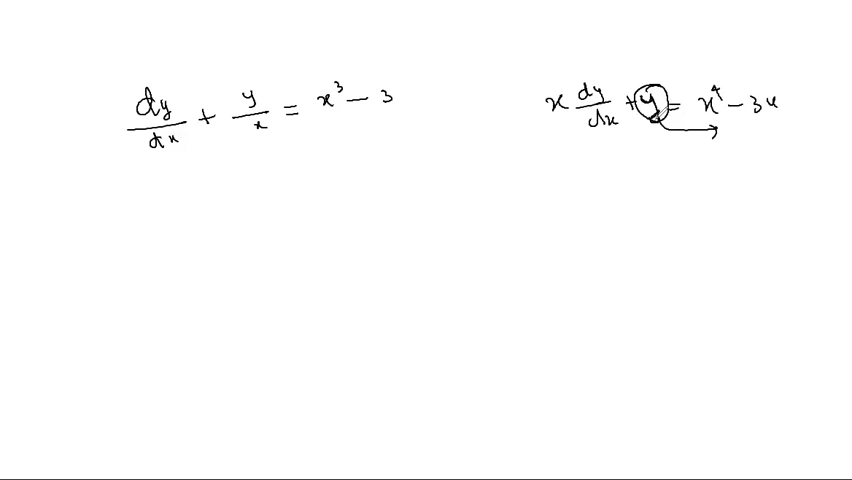 dy/dx + y/x = x³ - 3
x dy/dx + y = x⁴ - 3x